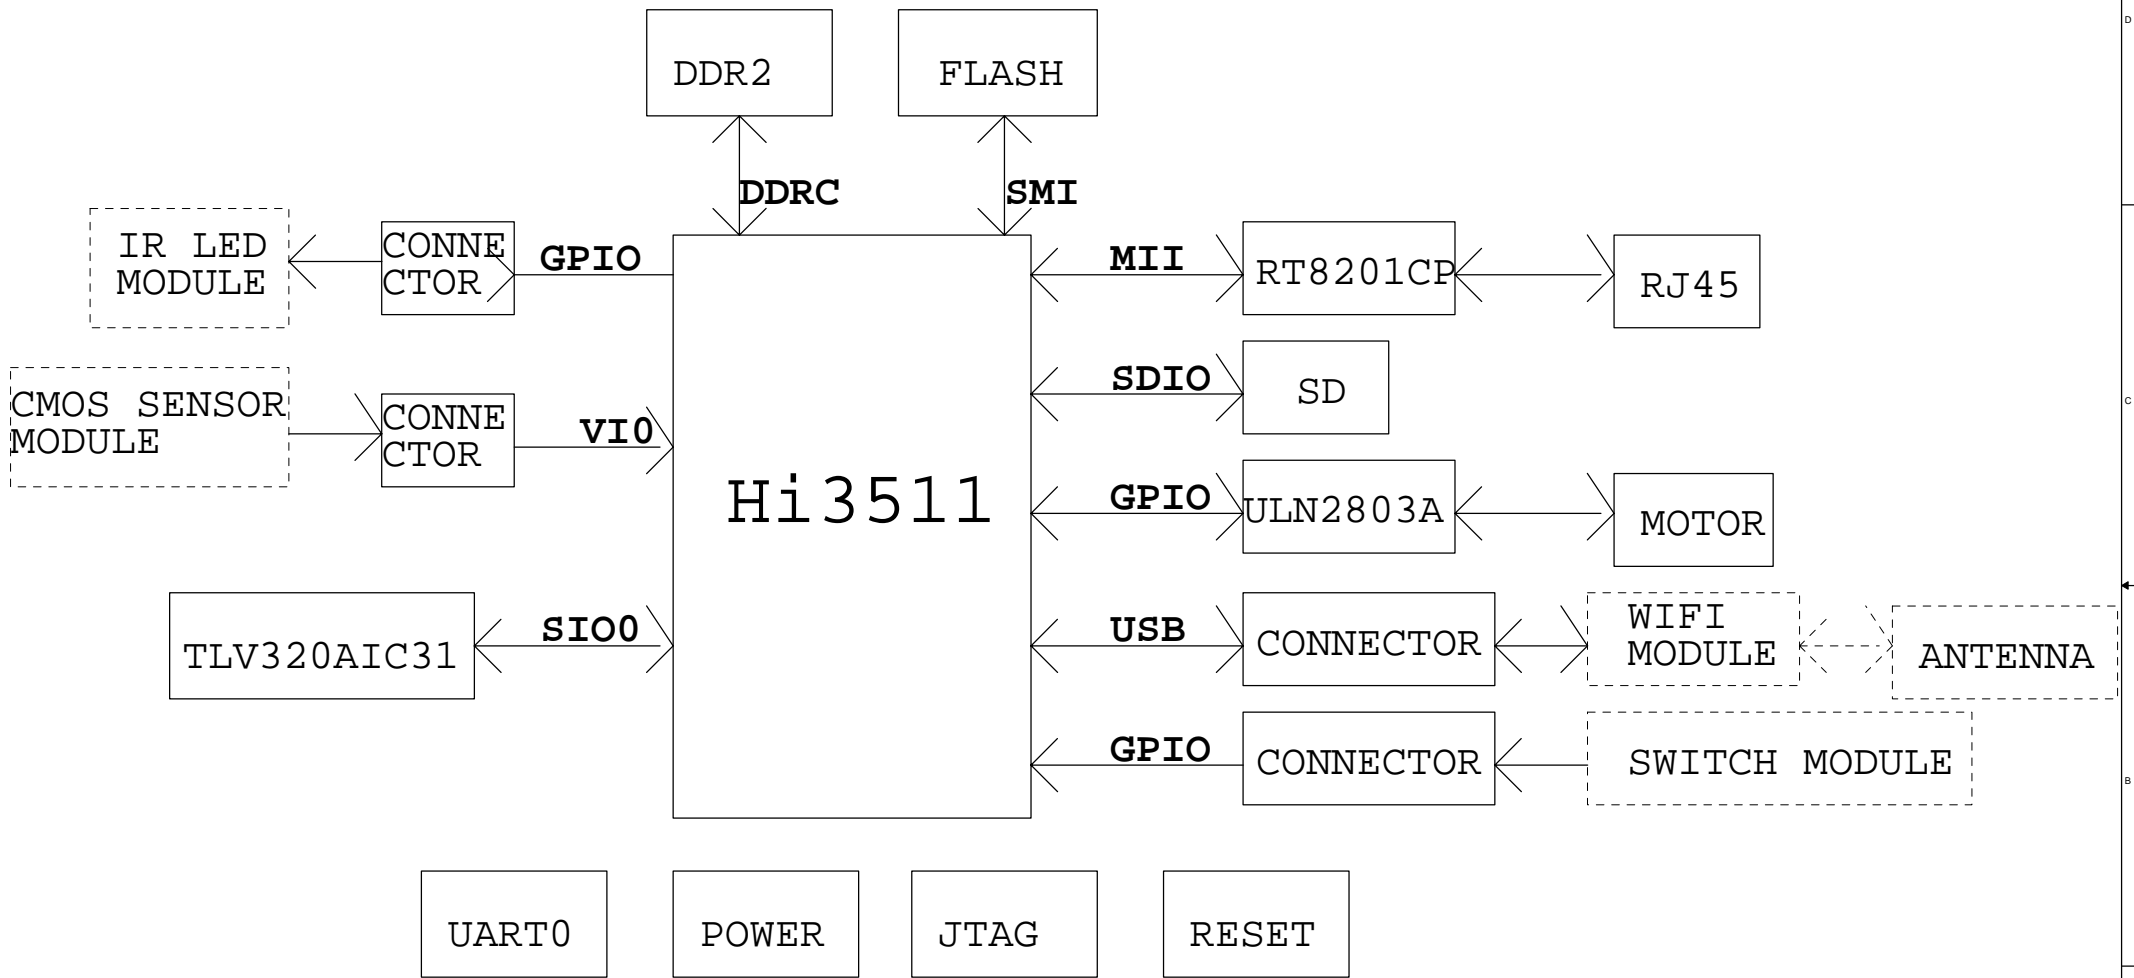 D
DDR2
FLASH
DDRC
SMI
IR LED
MODULE
CONNE
CTOR
GPIO
MII
RT8201CP
RJ45
SDIO
SD
CMOS SENSOR
MODULE
CONNE
CTOR
VI0
C
Hi3511
GPIO
ULN2803A
MOTOR
TLV320AIC31
SIO0
USB
CONNECTOR
WIFI
MODULE
ANTENNA
GPIO
CONNECTOR
SWITCH MODULE
B
UART0
POWER
JTAG
RESET